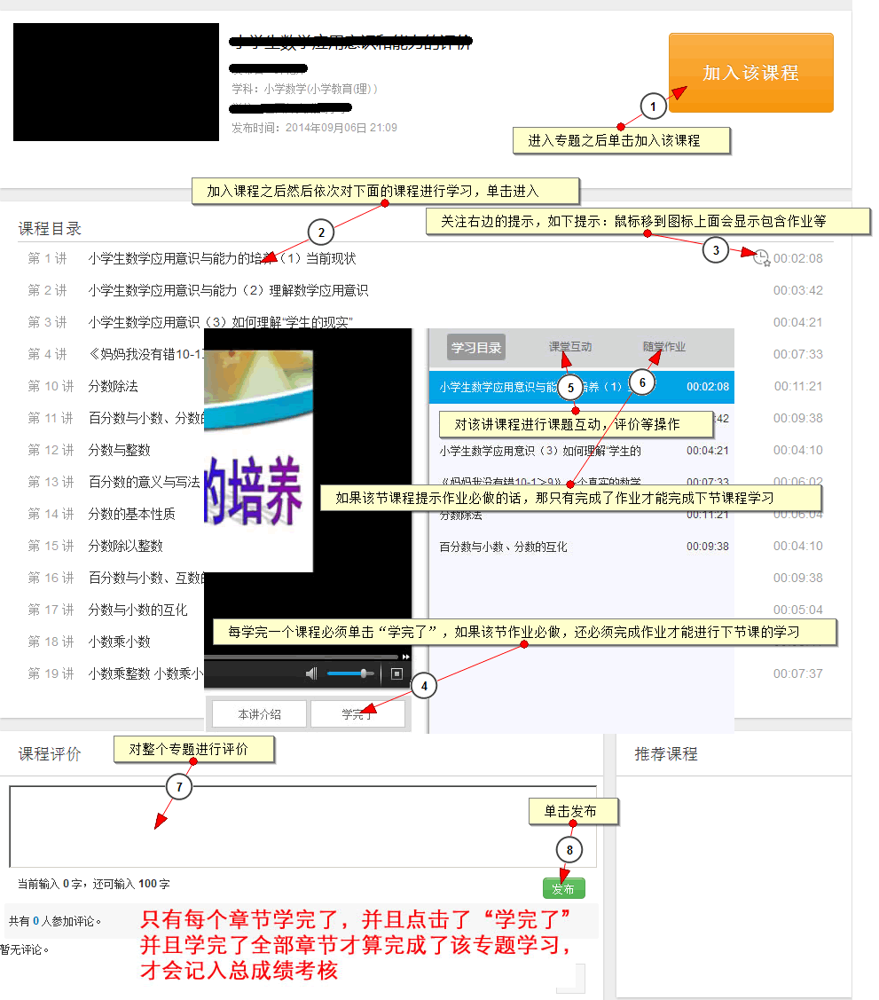 小学生数学应用意识和能力的评价
学科：小学数学(小学教育(理))
发布时间：2014年09月06日 21:09
加入该课程
1
进入专题之后单击加入该课程
加入课程之后然后依次对下面的课程进行学习，单击进入
关注右边的提示，如下提示：鼠标移到图标上面会显示包含作业等
课程目录
2
3
第 1 讲 小学生数学应用意识与能力的培养（1）当前现状 00:02:08
第 2 讲 小学生数学应用意识与能力（2）理解数学应用意识 00:03:42
第 3 讲 小学生数学应用意识（3）如何理解“学生的现实” 00:04:21
第 4 讲 《妈妈我没有错10-1 00:07:33
第 10 讲 分数除法 00:11:21
第 11 讲 百分数与小数、分数的 00:09:38
第 12 讲 分数与整数 00:04:10
第 13 讲 百分数的意义与写法 00:06:02
第 14 讲 分数的基本性质 00:06:04
第 15 讲 分数除以整数 00:04:10
第 16 讲 百分数与小数、互数的 00:09:38
第 17 讲 分数与小数的互化 00:05:04
第 18 讲 小数乘小数
第 19 讲 小数乘整数 小数乘小 00:07:37
的培养
学习目录 课堂互动 随堂作业
5
6
小学生数学应用意识与能 培养（1） 00:02:08
对该讲课程进行课题互动，评价等操作
:42
小学生数学应用意识（3）如何理解“学生的 00:04:21
《妈妈我没有错10-1＞9》 一个真实的数学 00:07:33
如果该节课程提示作业必做的话，那只有完成了作业才能完成下节课程学习
分数除法 00:11:21
百分数与小数、分数的互化 00:09:38
每学完一个课程必须单击“学完了”，如果该节作业必做，还必须完成作业才能进行下节课的学习
4
本讲介绍 学完了
课程评价
对整个专题进行评价
推荐课程
7
单击发布
8
当前输入 0 字，还可输入 100 字
发布
共有 0 人参加评论。
暂无评论。
只有每个章节学完了，并且点击了“学完了”
并且学完了全部章节才算完成了该专题学习，
才会记入总成绩考核